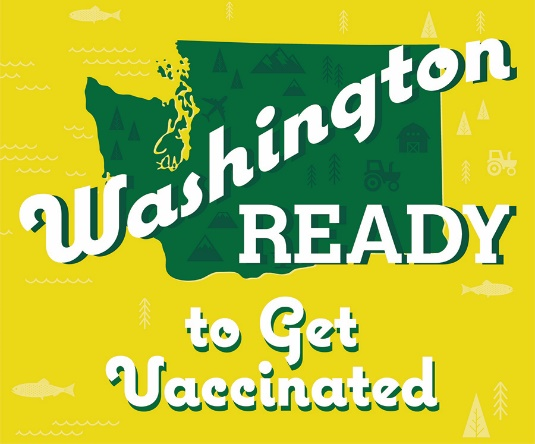 Washington
READY
to Get
Vaccinated